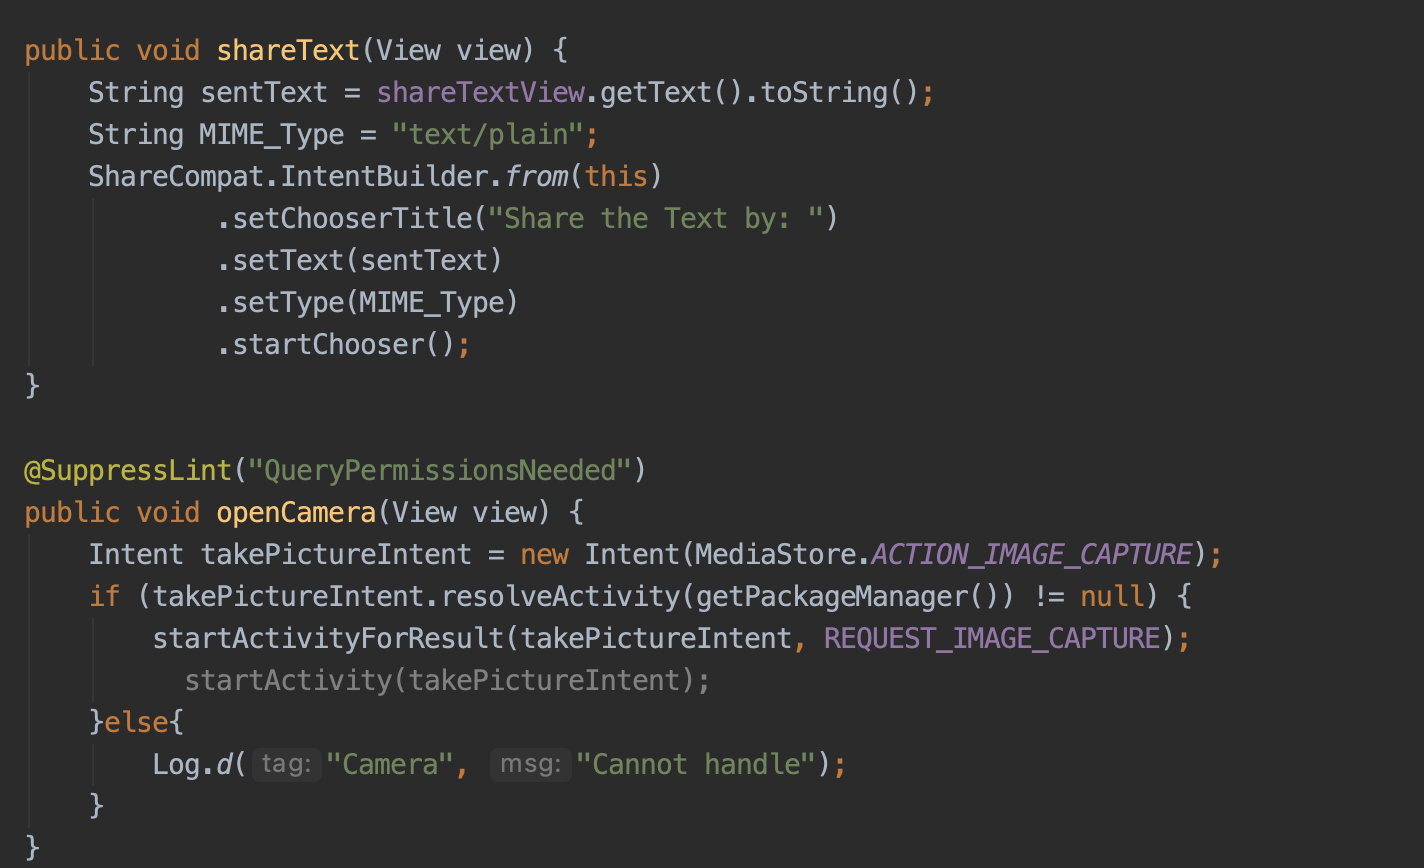 public void shareText(View view) {
    String sentText = shareTextView.getText().toString();
    String MIME_Type = "text/plain";
    ShareCompat.IntentBuilder.from(this)
            .setChooserTitle("Share the Text by: ")
            .setText(sentText)
            .setType(MIME_Type)
            .startChooser();
}

@SuppressLint("QueryPermissionsNeeded")
public void openCamera(View view) {
    Intent takePictureIntent = new Intent(MediaStore.ACTION_IMAGE_CAPTURE);
    if (takePictureIntent.resolveActivity(getPackageManager()) != null) {
        startActivityForResult(takePictureIntent, REQUEST_IMAGE_CAPTURE);
          startActivity(takePictureIntent);
    }else{
        Log.d( tag: "Camera", msg: "Cannot handle");
    }
}